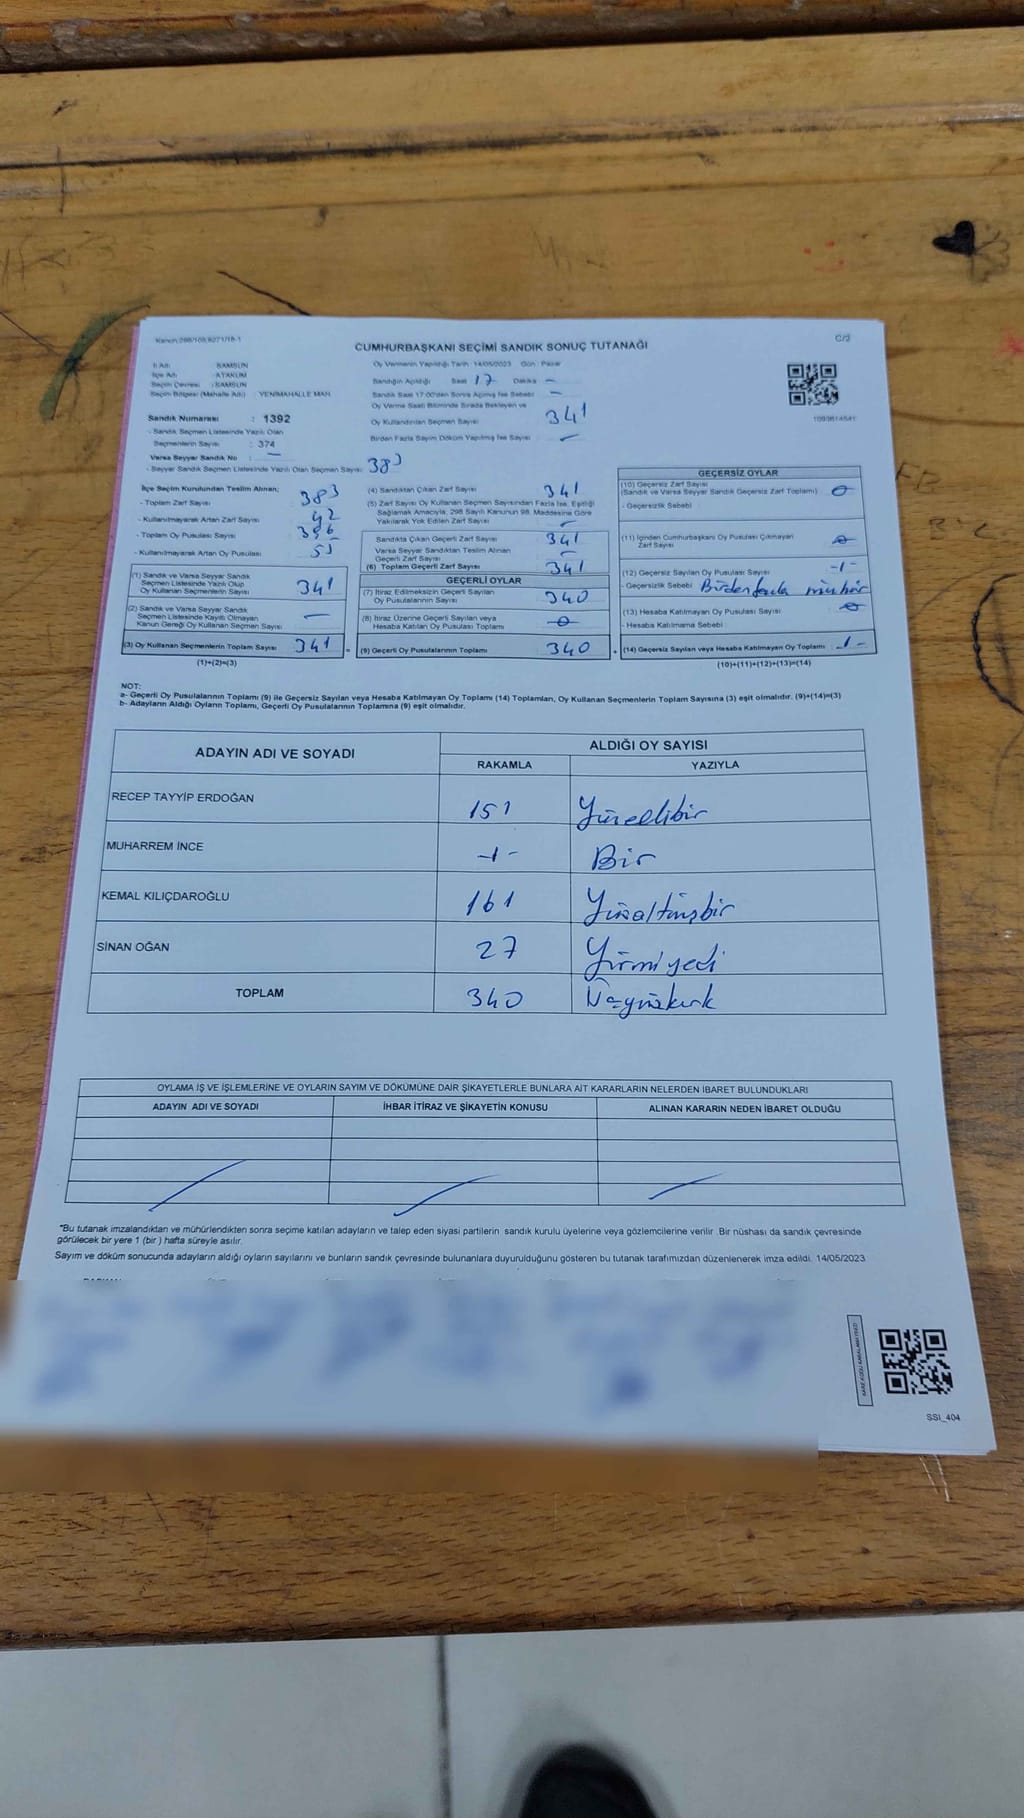 Kanun:298/109,6271/18-1
C/2
CUMHURBAŞKANI SEÇİMİ SANDIK SONUÇ TUTANAĞI
İl Adı : SAMSUN
İlçe Adı : ATAKUM
Seçim Çevresi : SAMSUN
Seçim Bölgesi (Mahalle Adı) : YENİMAHALLE MAH.
Sandık Numarası : 1392
- Sandık Seçmen Listesinde Yazılı Olan
Seçmenlerin Sayısı : 374
Varsa Seyyar Sandık No : —
- Seyyar Sandık Seçmen Listesinde Yazılı Olan Seçmen Sayısı: 383
Oy Vermenin Yapıldığı Tarih: 14/05/2023 Gün : Pazar
Sandığın Açıldığı Saat 17 Dakika —
Sandık Saat 17:00'den Sonra Açılmış İse Sebebi: —
Oy Verme Saati Bitiminde Sırada Bekleyen ve
Oy Kullandırılan Seçmen Sayısı: 341
Birden Fazla Sayım Döküm Yapılmış İse Sayısı —
1099614541
İlçe Seçim Kurulundan Teslim Alınan;
- Toplam Zarf Sayısı 383
- Kullanılmayarak Artan Zarf Sayısı 42
- Toplam Oy Pusulası Sayısı
- Kullanılmayarak Artan Oy Pusulası
(1) Sandık ve Varsa Seyyar Sandık
Seçmen Listesinde Yazılı Olup
Oy Kullanan Seçmenlerin Sayısı 341
(2) Sandık ve Varsa Seyyar Sandık
Seçmen Listesinde Kayıtlı Olmayan
Kanun Gereği Oy Kullanan Seçmen Sayısı —
(3) Oy Kullanan Seçmenlerin Toplam Sayısı 341
(1)+(2)=(3)
(4) Sandıktan Çıkan Zarf Sayısı 341
(5) Zarf Sayısı Oy Kullanan Seçmen Sayısından Fazla İse, Eşitliği
Sağlamak Amacıyla, 298 Sayılı Kanunun 98. Maddesine Göre
Yakılarak Yok Edilen Zarf Sayısı —
Sandıkta Çıkan Geçerli Zarf Sayısı 341
Varsa Seyyar Sandıktan Teslim Alınan
Geçerli Zarf Sayısı —
(6) Toplam Geçerli Zarf Sayısı 341
GEÇERLİ OYLAR
(7) İtiraz Edilmeksizin Geçerli Sayılan
Oy Pusulalarının Sayısı 340
(8) İtiraz Üzerine Geçerli Sayılan veya
Hesaba Katılan Oy Pusulası Toplamı 0
= (9) Geçerli Oy Pusulalarının Toplamı 340
GEÇERSİZ OYLAR
(10) Geçersiz Zarf Sayısı
(Sandık ve Varsa Seyyar Sandık Geçersiz Zarf Toplamı) 0
- Geçersizlik Sebebi :
(11) İçinden Cumhurbaşkanı Oy Pusulası Çıkmayan
Zarf Sayısı 0
(12) Geçersiz Sayılan Oy Pusulası Sayısı -1-
- Geçersizlik Sebebi Birden fazla mühür
(13) Hesaba Katılmayan Oy Pusulası Sayısı 0
- Hesaba Katılmama Sebebi :
+ (14) Geçersiz Sayılan veya Hesaba Katılmayan Oy Toplamı -1-
(10)+(11)+(12)+(13)=(14)
NOT:
a- Geçerli Oy Pusulalarının Toplamı (9) ile Geçersiz Sayılan veya Hesaba Katılmayan Oy Toplamı (14) Toplamları, Oy Kullanan Seçmenlerin Toplam Sayısına (3) eşit olmalıdır. (9)+(14)=(3)
b- Adayların Aldığı Oyların Toplamı, Geçerli Oy Pusulalarının Toplamına (9) eşit olmalıdır.
ADAYIN ADI VE SOYADI ALDIĞI OY SAYISI
RAKAMLA YAZIYLA
RECEP TAYYİP ERDOĞAN 151 Yüzellibir
MUHARREM İNCE -1- Bir
KEMAL KILIÇDAROĞLU 161 Yüzaltmışbir
SİNAN OĞAN 27 Yirmiyedi
TOPLAM 340 Üçyüzkırk
OYLAMA İŞ VE İŞLEMLERİNE VE OYLARIN SAYIM VE DÖKÜMÜNE DAİR ŞİKAYETLERLE BUNLARA AİT KARARLARIN NELERDEN İBARET BULUNDUKLARI
ADAYIN ADI VE SOYADI İHBAR İTİRAZ VE ŞİKAYETİN KONUSU ALINAN KARARIN NEDEN İBARET OLDUĞU
*Bu tutanak imzalandıktan ve mühürlendikten sonra seçime katılan adayların ve talep eden siyasi partilerin sandık kurulu üyelerine veya gözlemcilerine verilir. Bir nüshası da sandık çevresinde
görülecek bir yere 1 (bir) hafta süreyle asılır.
Sayım ve döküm sonucunda adayların aldığı oyların sayılarını ve bunların sandık çevresinde bulunanlara duyurulduğunu gösteren bu tutanak tarafımızdan düzenlenerek imza edildi. 14/05/2023
SSI_404